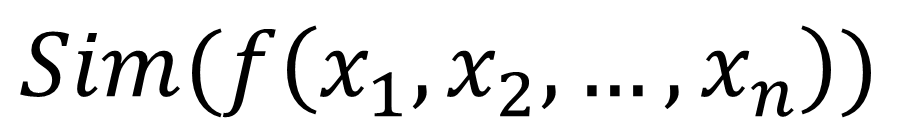 Sim(f(x₁, x₂, … , xₙ))